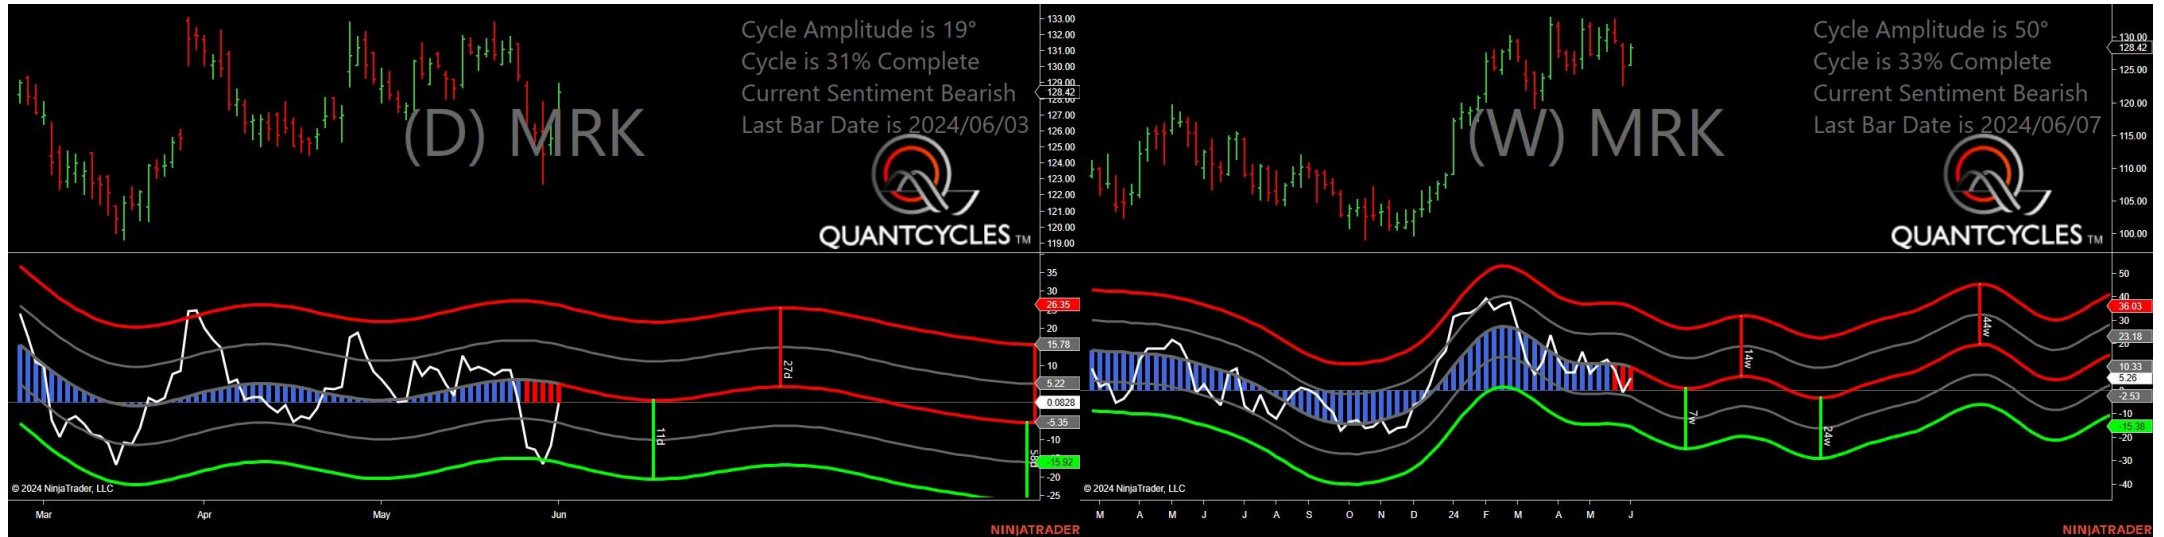 Cycle Amplitude is 19°
Cycle is 31% Complete
Current Sentiment Bearish
Last Bar Date is 2024/06/03
(D) MRK
QUANTCYCLES TM
133.00
132.00
131.00
130.00
129.00
128.42
128.00
127.00
126.00
125.00
124.00
123.00
122.00
121.00
120.00
119.00
35
30
26.35
20
15.78
10
5.22
0.0828
-5.35
-10
-15.92
-20
-25
27d
11d
58d
© 2024 NinjaTrader, LLC
Mar Apr May Jun
NINJATRADER
Cycle Amplitude is 50°
Cycle is 33% Complete
Current Sentiment Bearish
Last Bar Date is 2024/06/07
(W) MRK
QUANTCYCLES TM
130.00
128.42
125.00
120.00
115.00
110.00
105.00
100.00
50
40
36.03
30
23.18
20
10.33
5.26
-2.53
-10
-15.38
-20
-30
-40
7w
14w
24w
44w
© 2024 NinjaTrader, LLC
M A M J J A S O N D 24 F M A M J
NINJATRADER